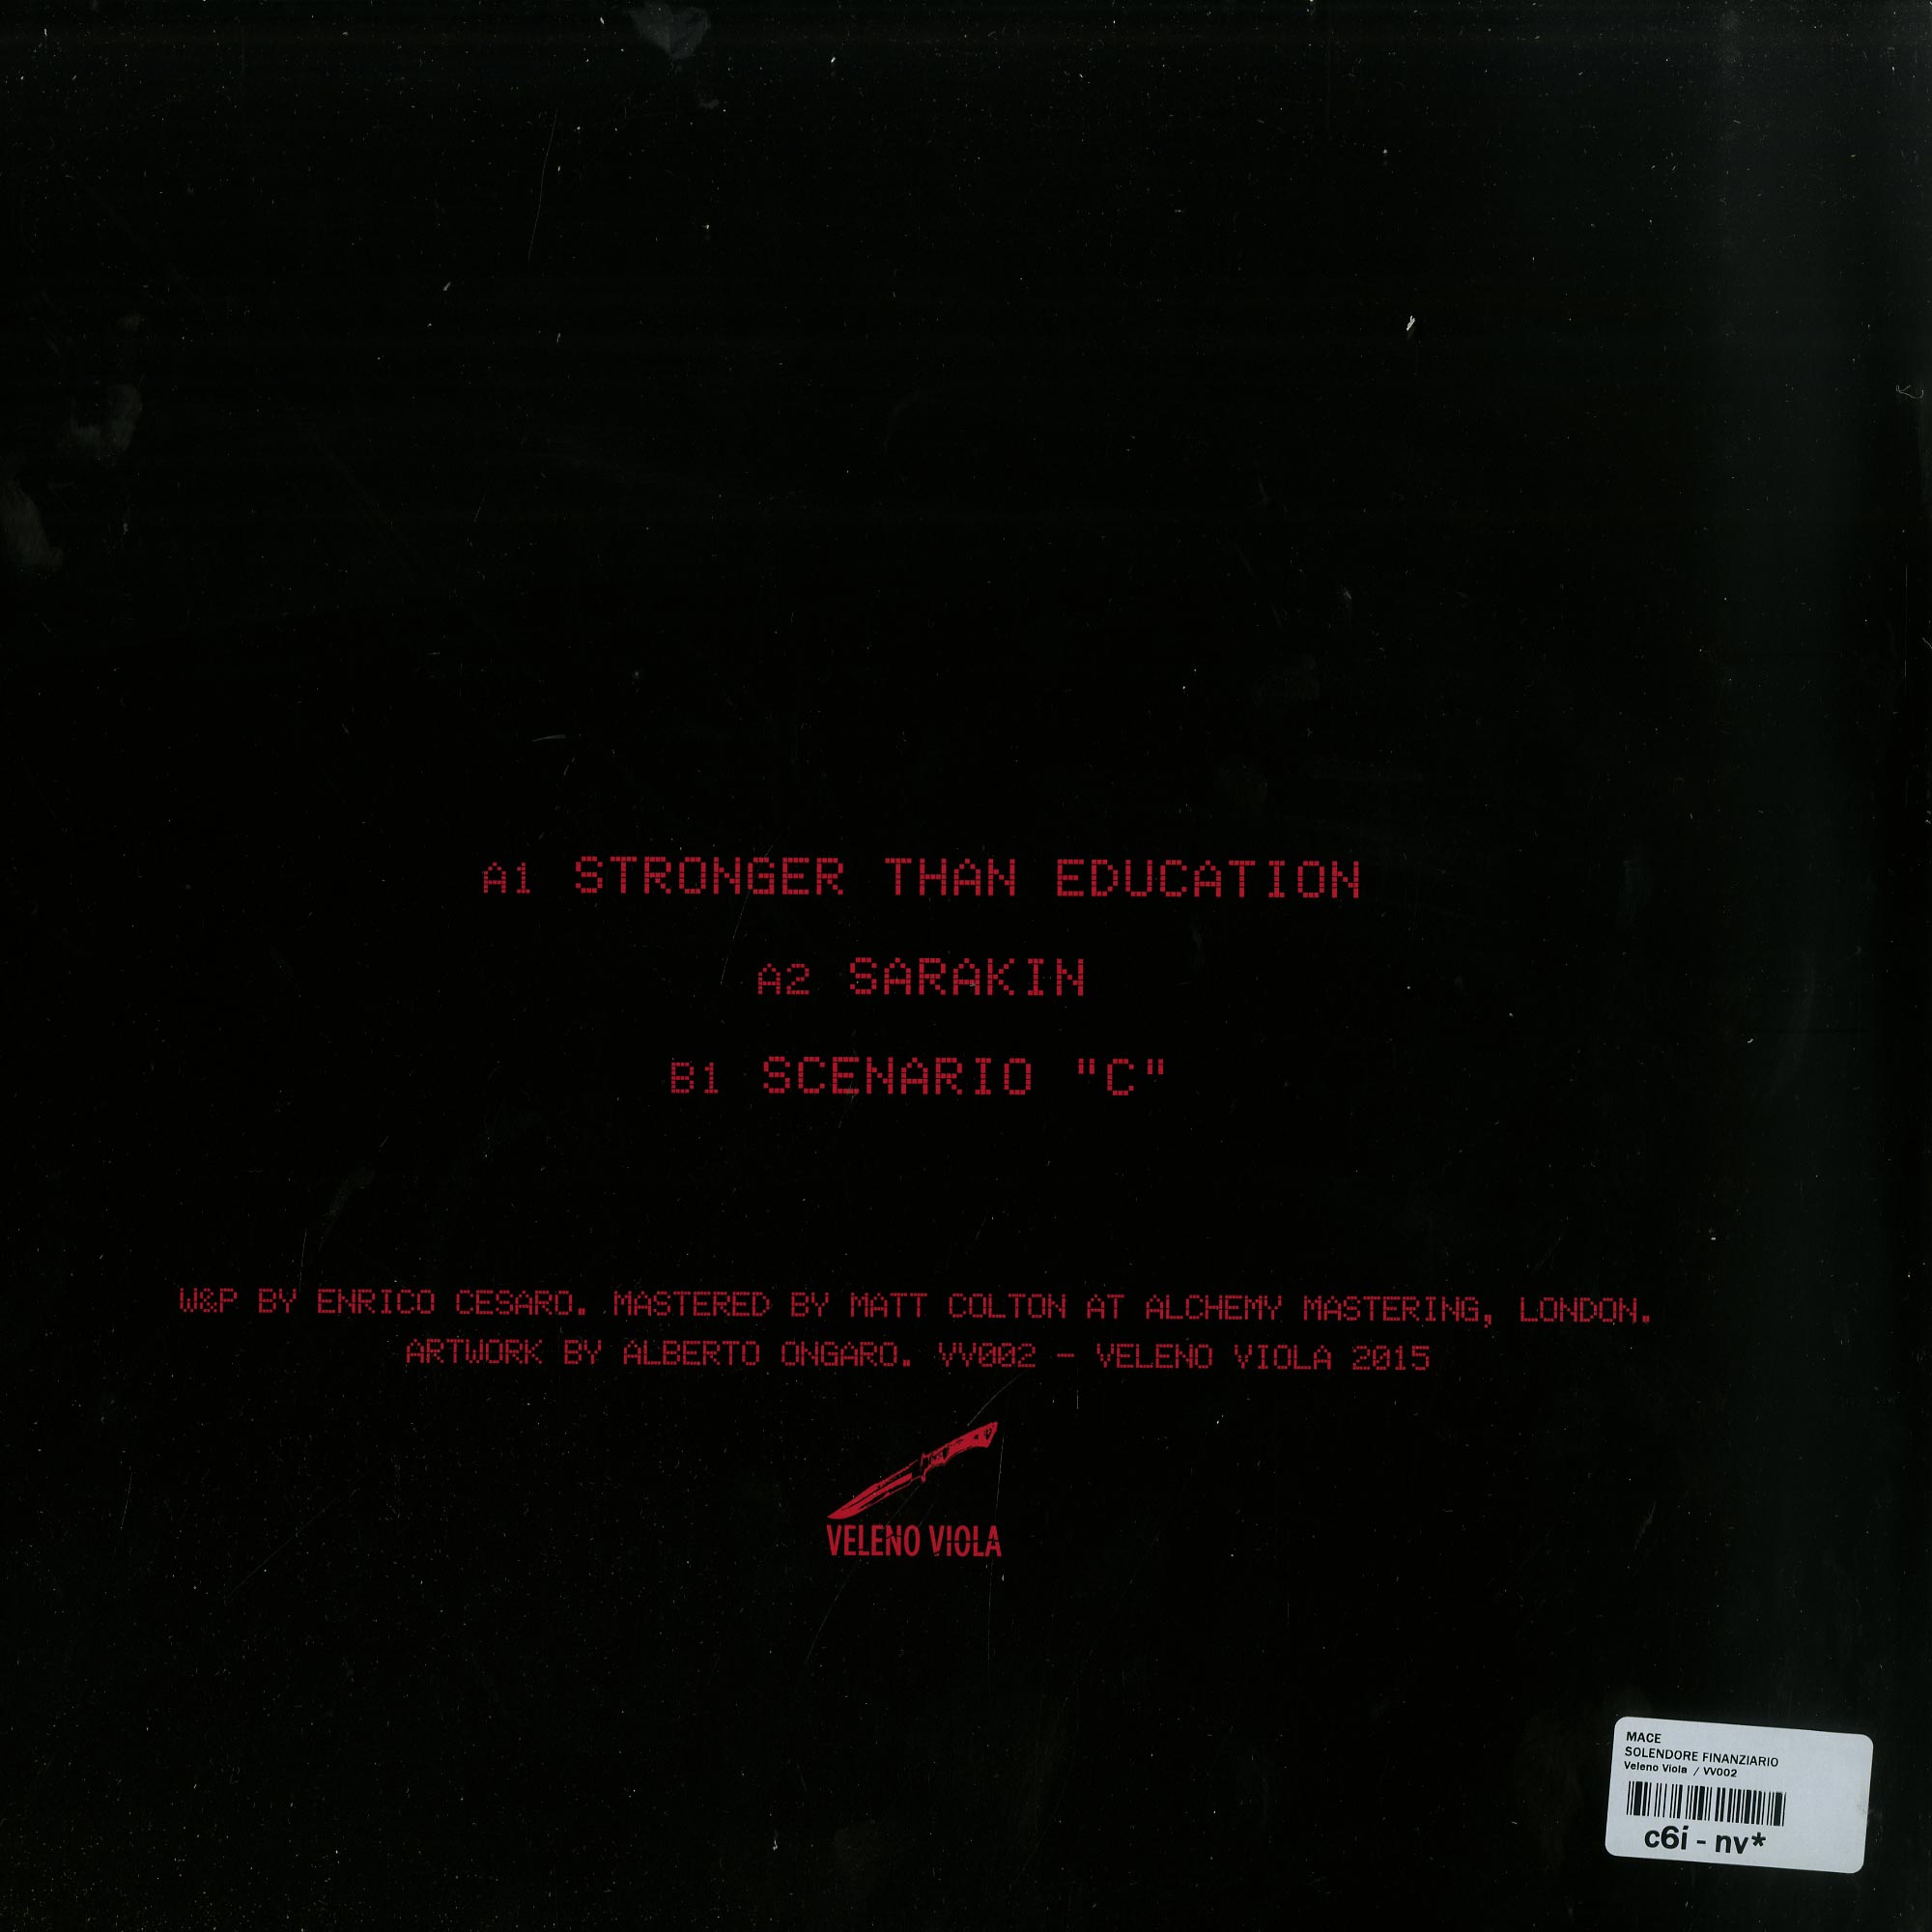 A1 STRONGER THAN EDUCATION
A2 SARAKIN
B1 SCENARIO "C"
W&P BY ENRICO CESARO. MASTERED BY MATT COLTON AT ALCHEMY MASTERING, LONDON.
ARTWORK BY ALBERTO ONGARO. VV002 - VELENO VIOLA 2015
VELENO VIOLA
MACE
SOLENDORE FINANZIARIO
Veleno Viola / VV002
c6i - nv*